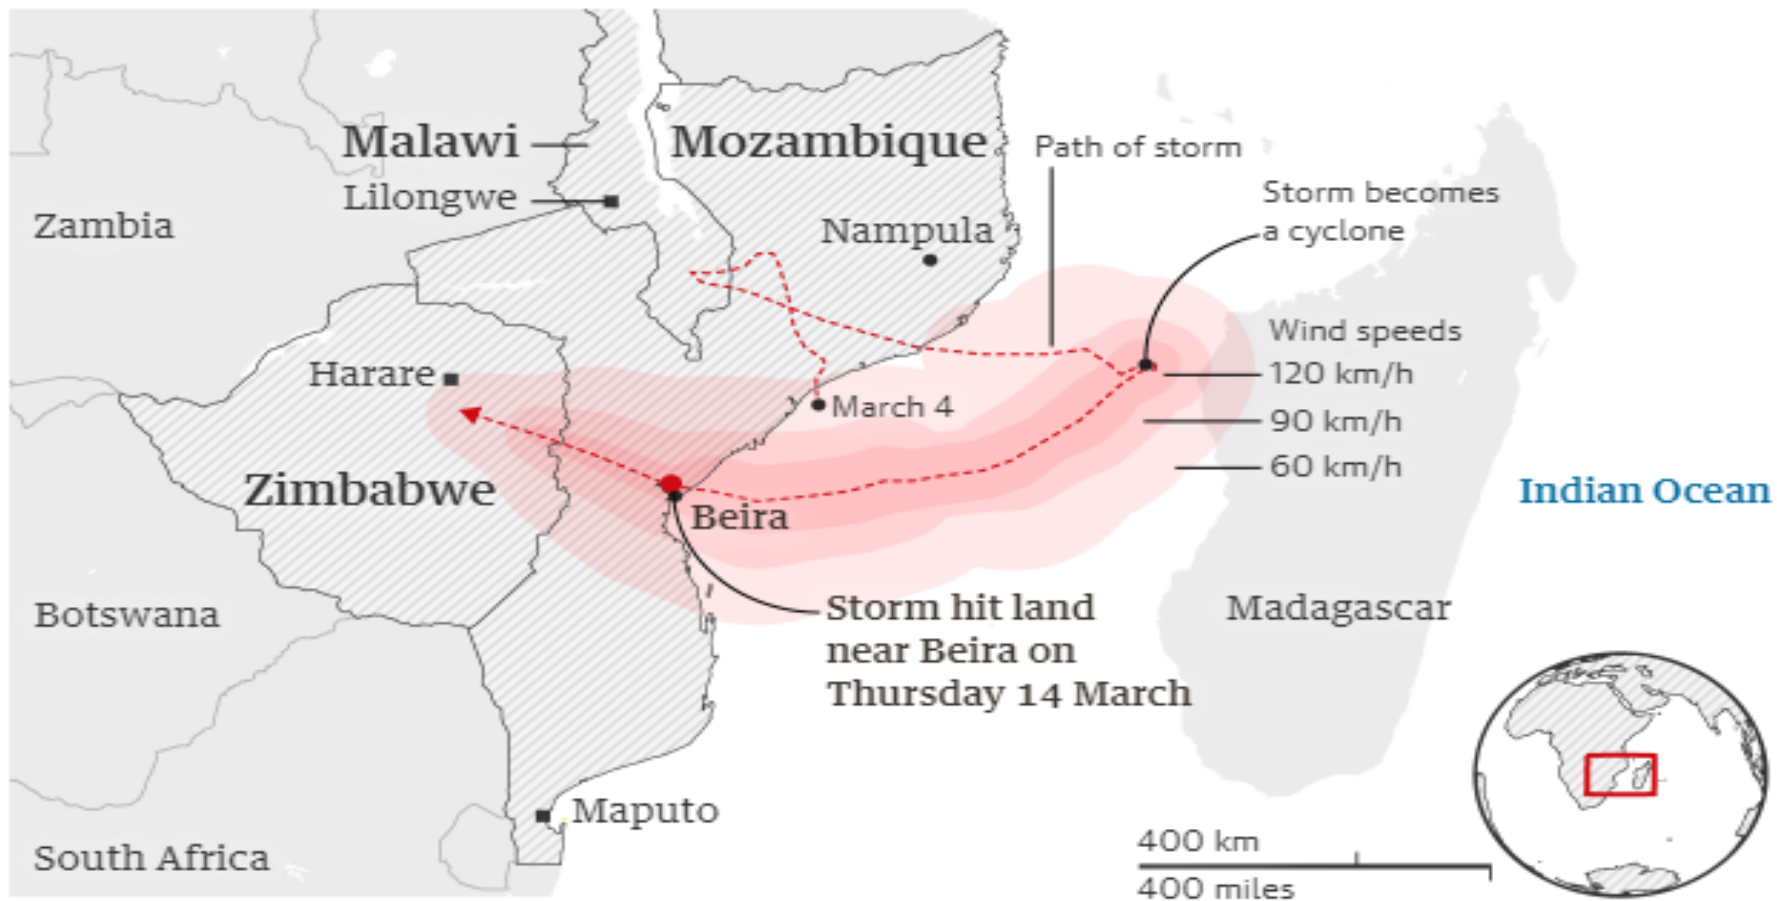 Malawi
Mozambique
Path of storm
Lilongwe
Storm becomes
a cyclone
Zambia
Nampula
Wind speeds
Harare
120 km/h
March 4
90 km/h
60 km/h
Zimbabwe
Indian Ocean
Beira
Storm hit land
near Beira on
Thursday 14 March
Madagascar
Botswana
Maputo
South Africa
400 km
400 miles